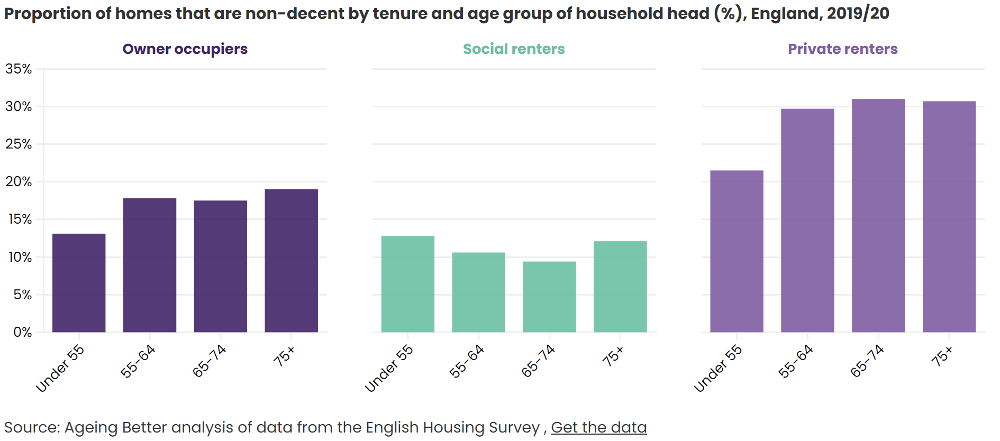 Proportion of homes that are non-decent by tenure and age group of household head (%), England, 2019/20
Owner occupiers
Social renters
Private renters
35%
30%
25%
20%
15%
10%
5%
0%
Under 55
55-64
65-74
75+
Under 55
55-64
65-74
75+
Under 55
55-64
65-74
75+
Source: Ageing Better analysis of data from the English Housing Survey , Get the data